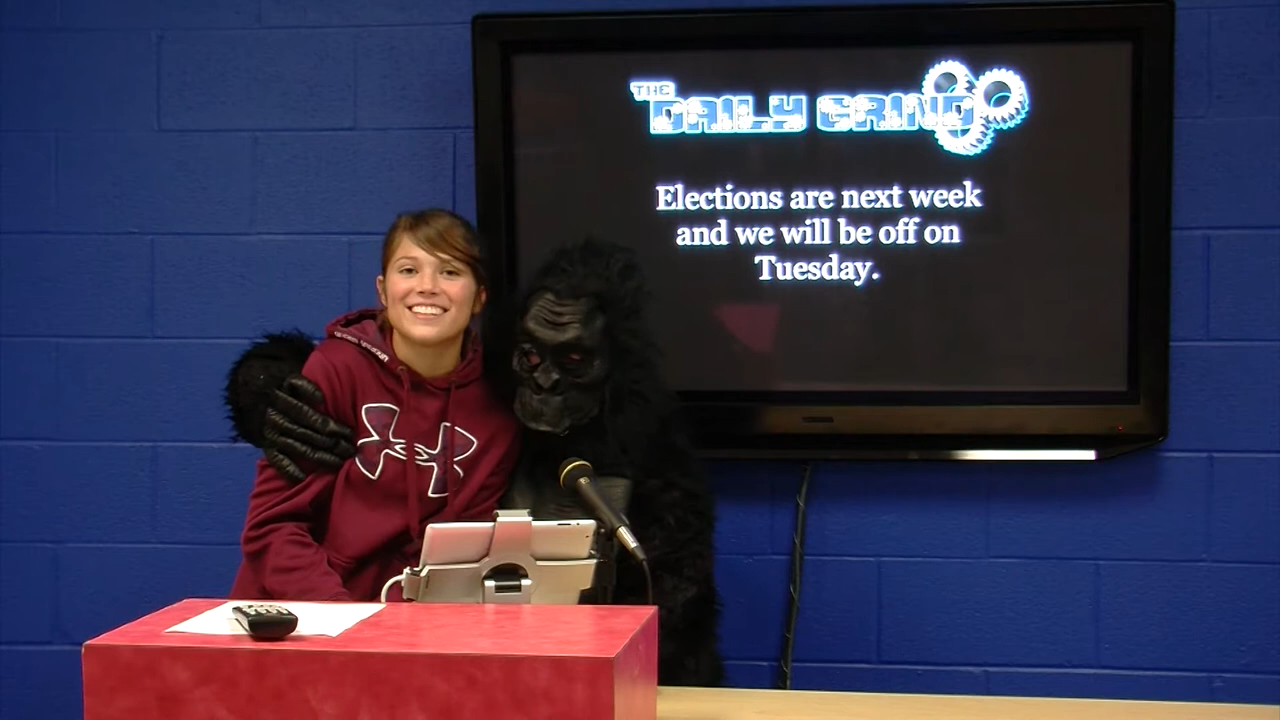 THE
DAILY GRIND
Elections are next week
and we will be off on
Tuesday.